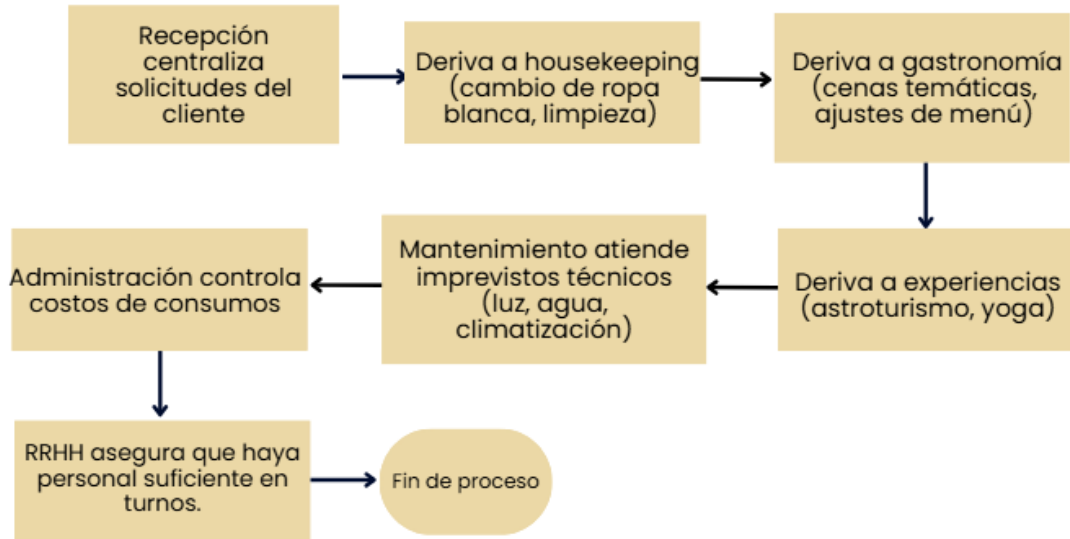 Recepción
centraliza
solicitudes del
cliente
Deriva a housekeeping
(cambio de ropa
blanca, limpieza)
Deriva a gastronomía
(cenas temáticas,
ajustes de menú)
Deriva a experiencias
(astroturismo, yoga)
Mantenimiento atiende
imprevistos técnicos
(luz, agua,
climatización)
Administración controla
costos de consumos
RRHH asegura que haya
personal suficiente en
turnos.
Fin de proceso